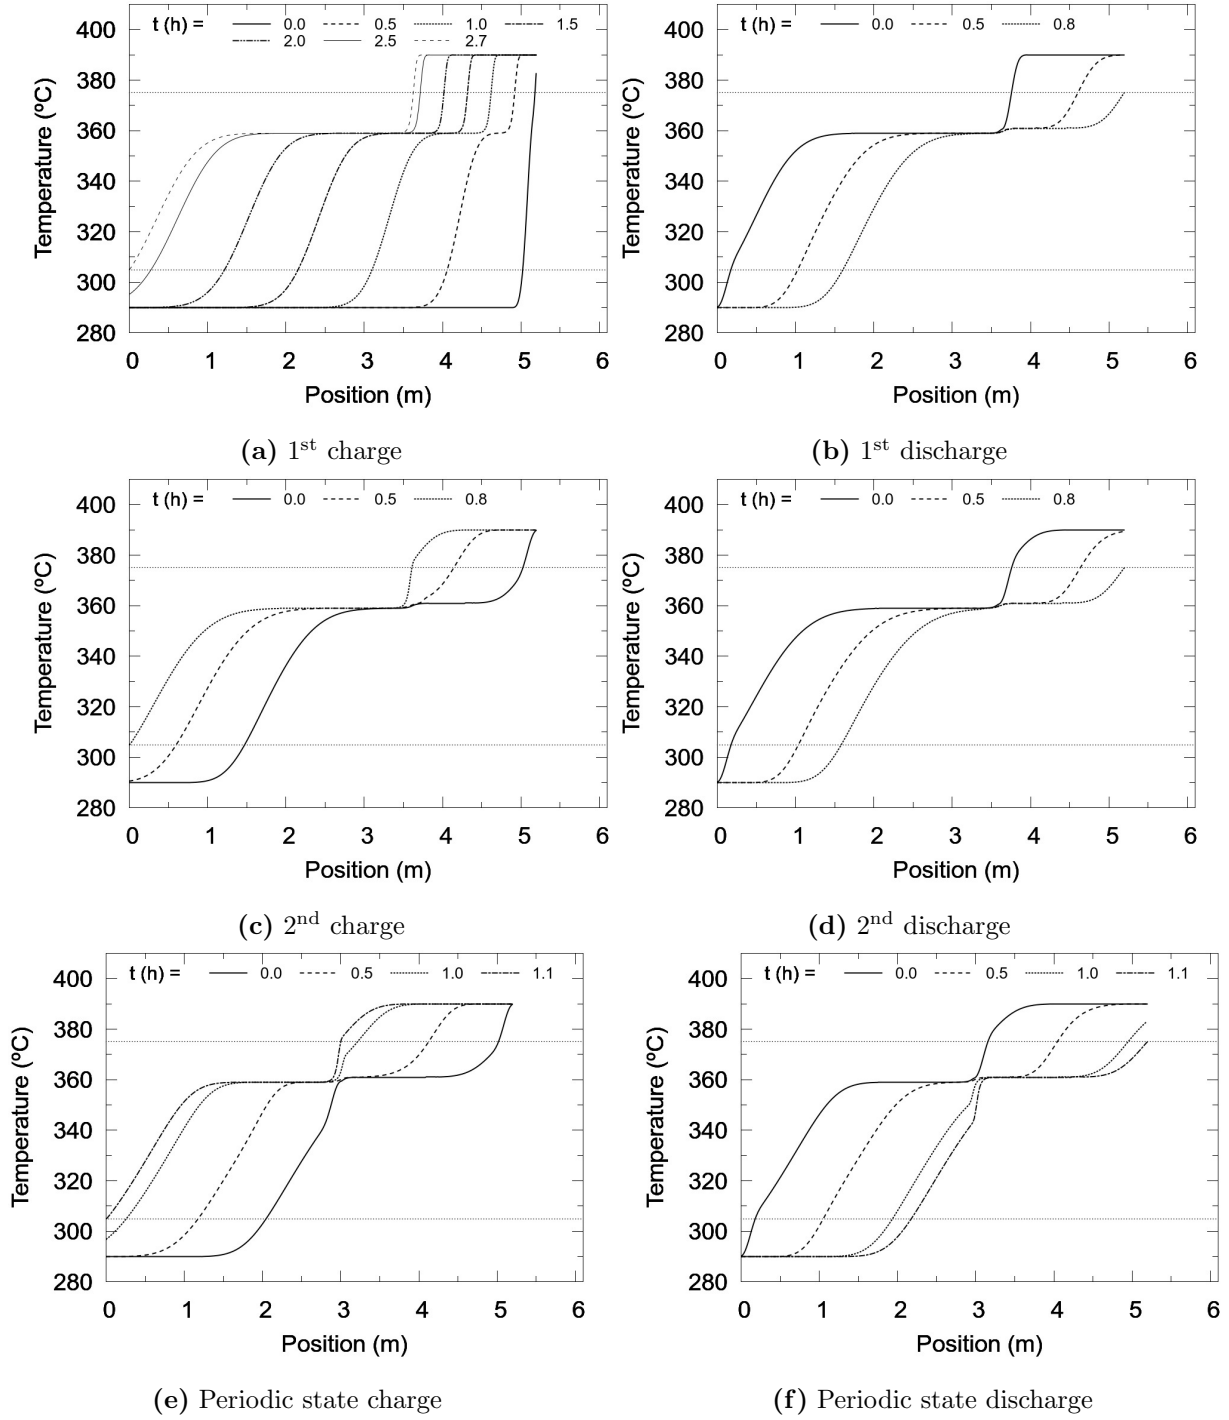 t (h) = 0.0 0.5 1.0 1.5
2.0 2.5 2.7
400
380
360
340
320
300
280
Temperature (ºC)
0 1 2 3 4 5 6
Position (m)
(a) 1st charge
t (h) = 0.0 0.5 0.8
400
380
360
340
320
300
280
Temperature (ºC)
0 1 2 3 4 5 6
Position (m)
(b) 1st discharge
t (h) = 0.0 0.5 0.8
400
380
360
340
320
300
280
Temperature (ºC)
0 1 2 3 4 5 6
Position (m)
(c) 2nd charge
t (h) = 0.0 0.5 0.8
400
380
360
340
320
300
280
Temperature (ºC)
0 1 2 3 4 5 6
Position (m)
(d) 2nd discharge
t (h) = 0.0 0.5 1.0 1.1
400
380
360
340
320
300
280
Temperature (ºC)
0 1 2 3 4 5 6
Position (m)
(e) Periodic state charge
t (h) = 0.0 0.5 1.0 1.1
400
380
360
340
320
300
280
Temperature (ºC)
0 1 2 3 4 5 6
Position (m)
(f) Periodic state discharge